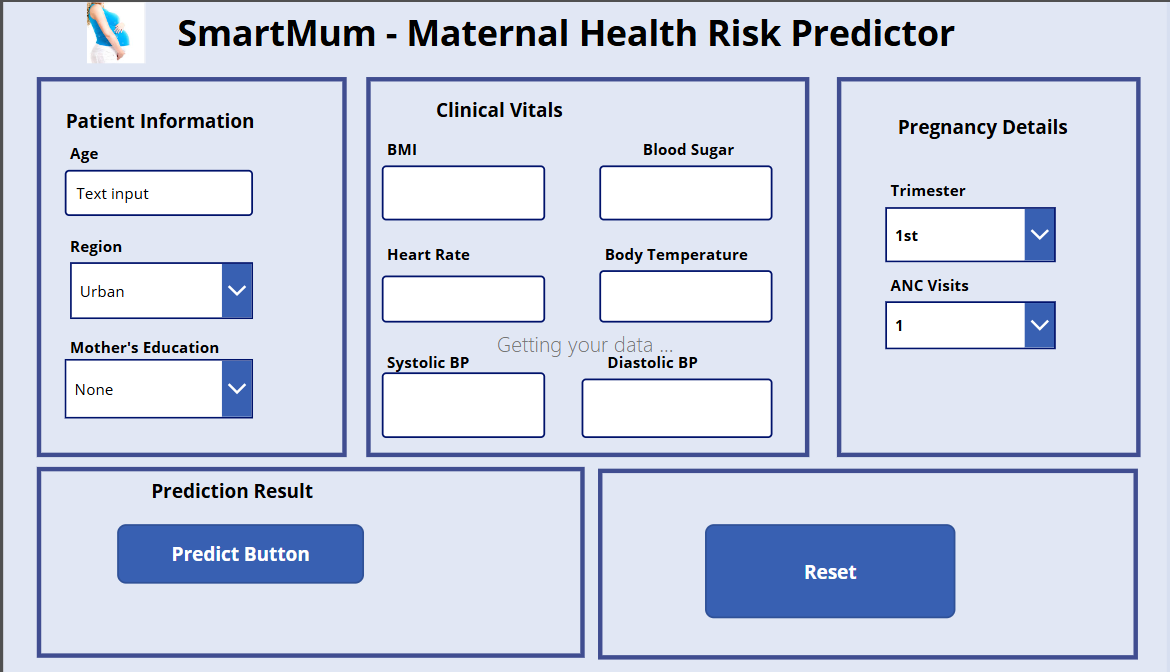 SmartMum - Maternal Health Risk Predictor
Patient Information
Age
Text input
Region
Urban
Mother's Education
None
Clinical Vitals
BMI
Blood Sugar
Heart Rate
Body Temperature
Getting your data ...
Systolic BP
Diastolic BP
Pregnancy Details
Trimester
1st
ANC Visits
1
Prediction Result
Predict Button
Reset